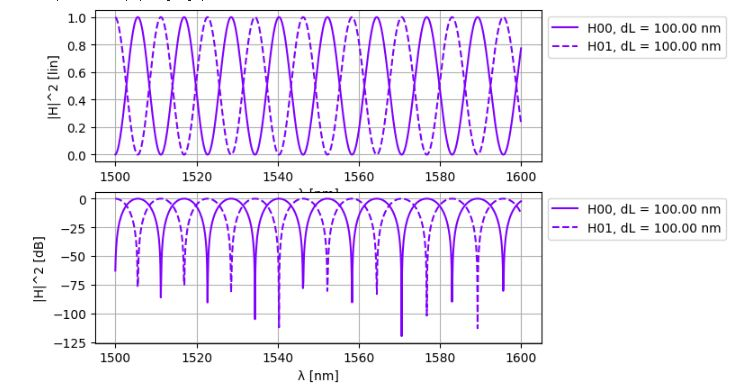 |H|^2 [lin]
1.0
0.8
0.6
0.4
0.2
0.0
1500 1520 1540 1560 1580 1600
H00, dL = 100.00 nm
H01, dL = 100.00 nm
|H|^2 [dB]
0
−25
−50
−75
−100
−125
1500 1520 1540 1560 1580 1600
λ [nm]
H00, dL = 100.00 nm
H01, dL = 100.00 nm